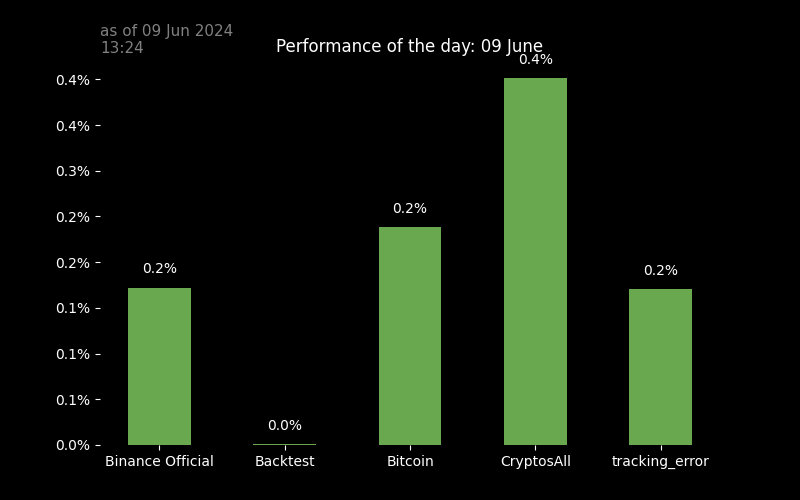 as of 09 Jun 2024
13:24
Performance of the day: 09 June
0.4%
0.4%
0.4%
0.3%
0.2%
0.2%
0.2%
0.2%
0.2%
0.1%
0.1%
0.1%
0.0%
0.0%
Binance Official
Backtest
Bitcoin
CryptosAll
tracking_error